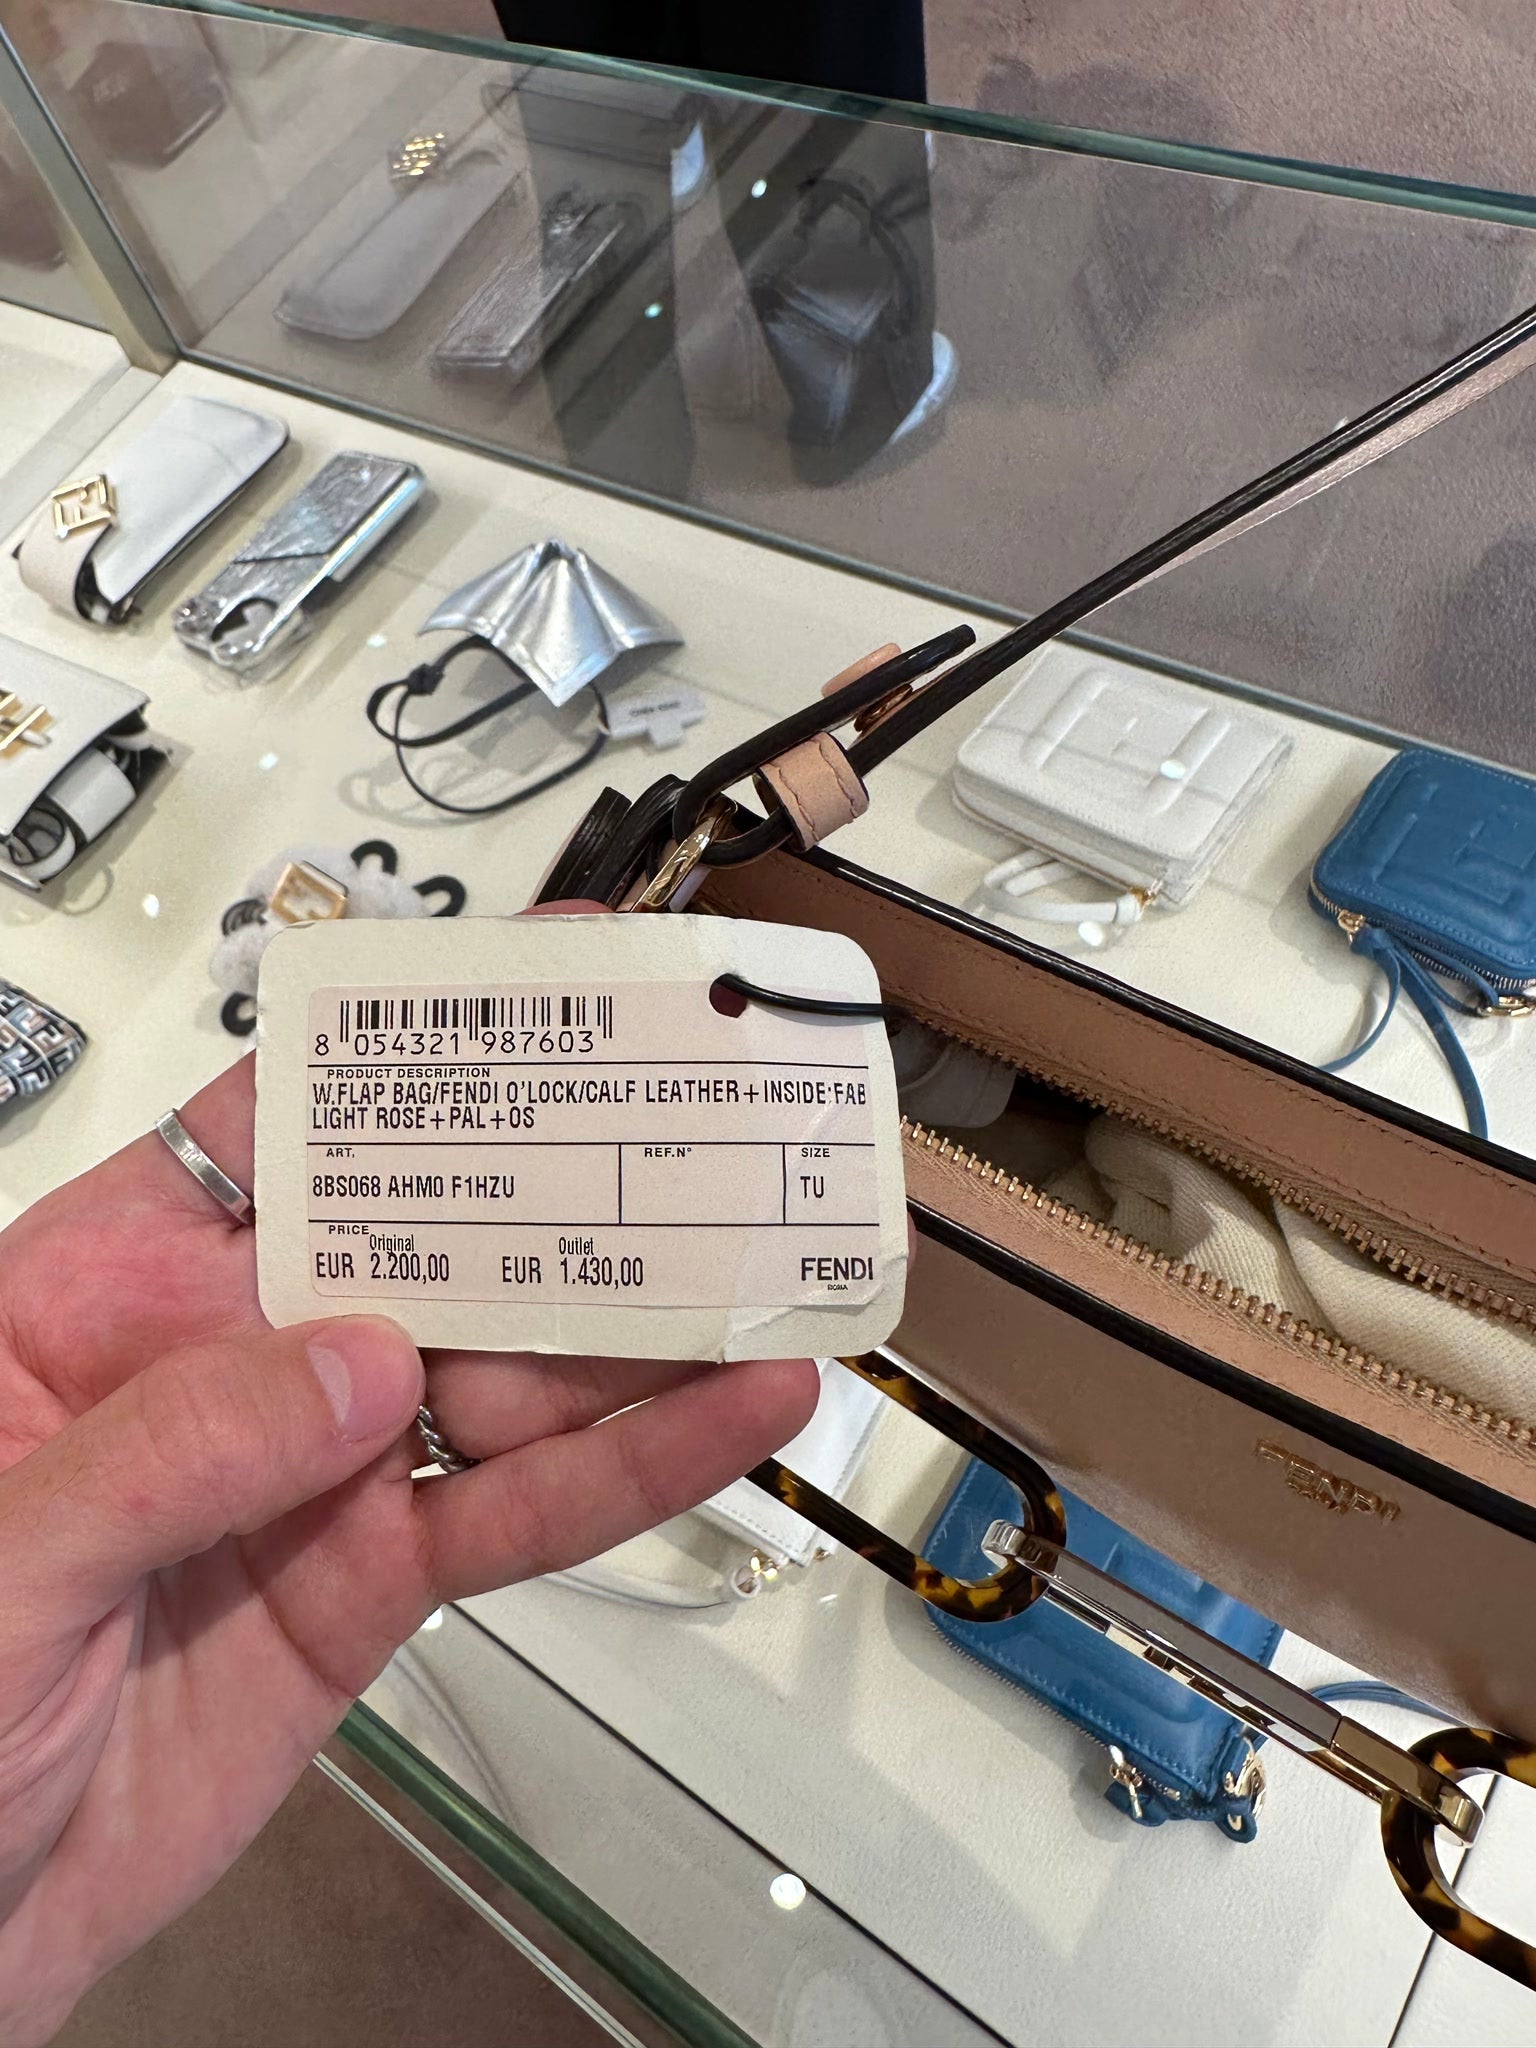 8 054321 987603
PRODUCT DESCRIPTION
W.FLAP BAG/FENDI O'LOCK/CALF LEATHER+INSIDE:FAB
LIGHT ROSE+PAL+OS
ART. REF.N° SIZE
8BS068 AHM0 F1HZU TU
PRICE Original Outlet
EUR 2.200,00 EUR 1.430,00 FENDI
ROMA
FENDI